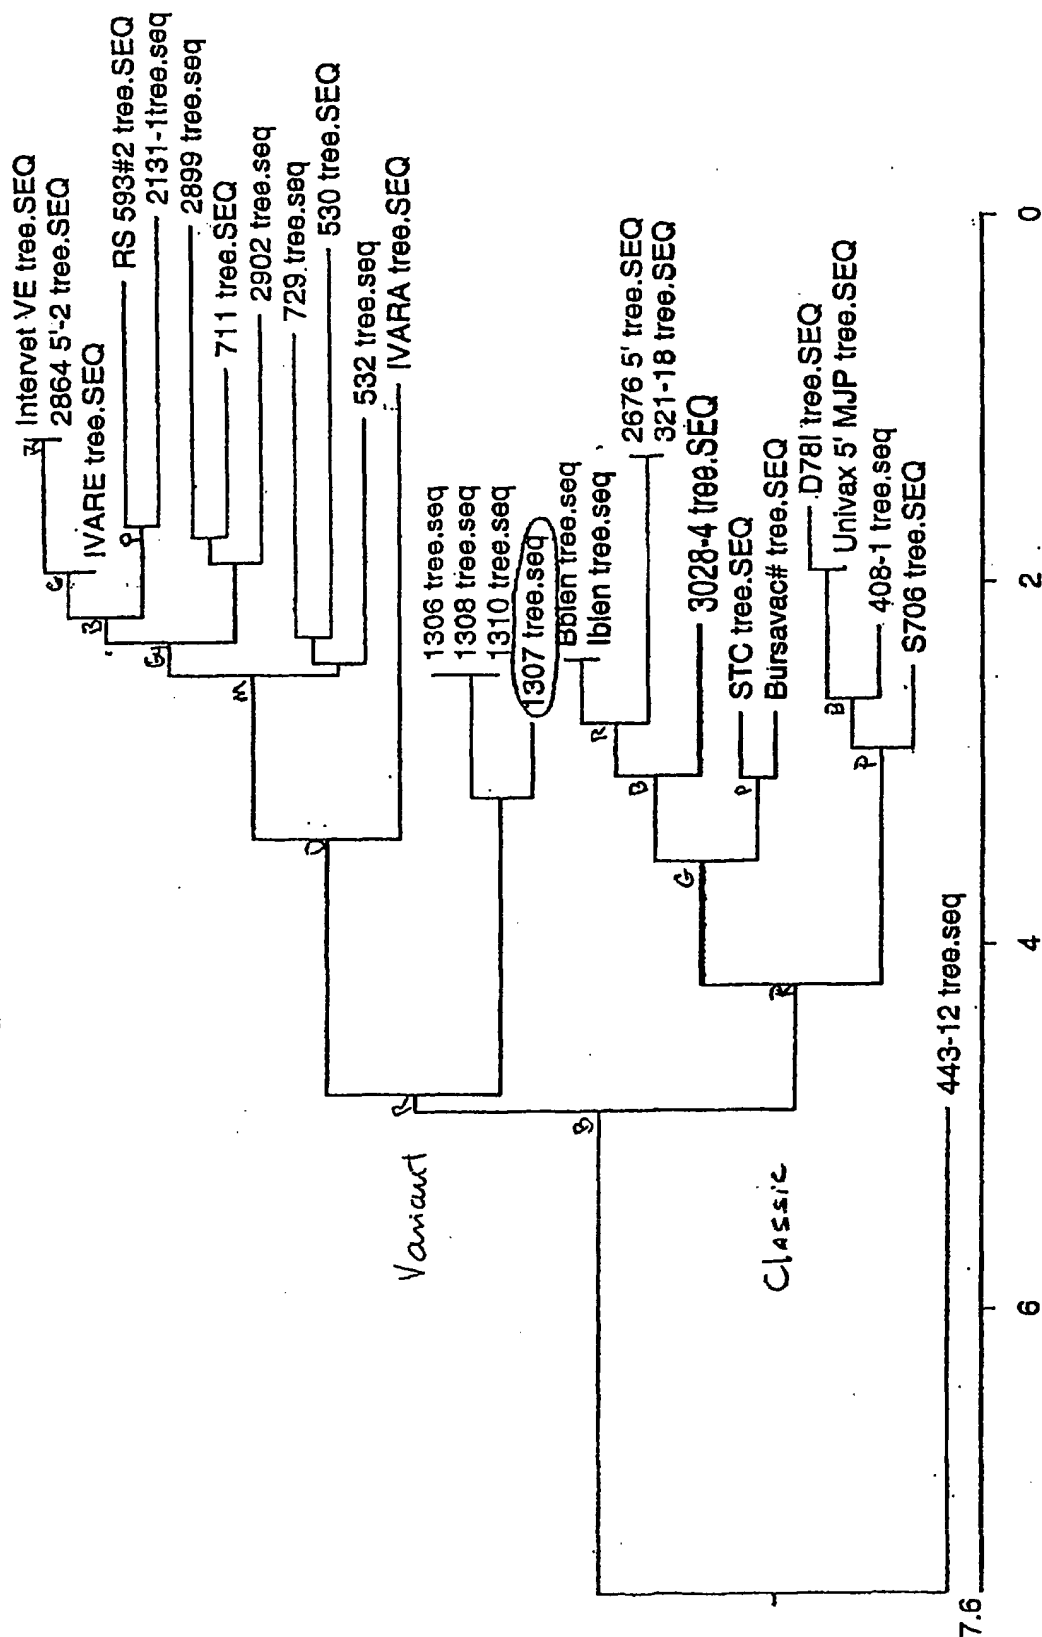 Intervet VE tree.SEQ
2864 5'-2 tree.SEQ
IVARE tree.SEQ
RS 593#2 tree.SEQ
2131-1tree.seq
2899 tree.seq
711 tree.SEQ
2902 tree.seq
729 tree.seq
530 tree.SEQ
532 tree.seq
IVARA tree.SEQ
1306 tree.seq
1308 tree.seq
1310 tree.seq
1307 tree.seq
Bblen tree.seq
Iblen tree.seq
2676 5' tree.SEQ
321-18 tree.SEQ
3028-4 tree.SEQ
STC tree.SEQ
Bursavac# tree.SEQ
D78I tree.SEQ
Univax 5' MJP tree.SEQ
408-1 tree.seq
S706 tree.SEQ
443-12 tree.seq
Variant
Classic
B
M
R
B
G
R
B
P
B
P
G
7.6
6
4
2
0